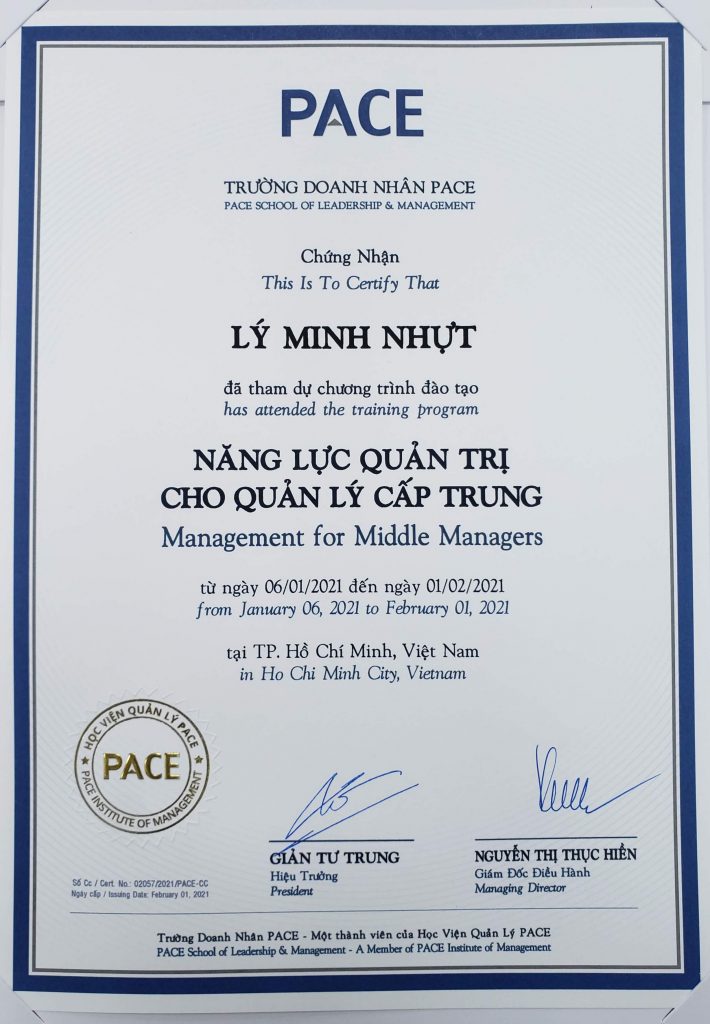 PACE
TRƯỜNG DOANH NHÂN PACE
PACE SCHOOL OF LEADERSHIP & MANAGEMENT
Chứng Nhận
This Is To Certify That
LÝ MINH NHỰT
đã tham dự chương trình đào tạo
has attended the training program
NĂNG LỰC QUẢN TRỊ
CHO QUẢN LÝ CẤP TRUNG
Management for Middle Managers
từ ngày 06/01/2021 đến ngày 01/02/2021
from January 06, 2021 to February 01, 2021
tại TP. Hồ Chí Minh, Việt Nam
in Ho Chi Minh City, Vietnam
HỌC VIỆN QUẢN LÝ PACE
PACE
PACE INSTITUTE OF MANAGEMENT
Số Cc / Cert. No.: 02057/2021/PACE-CC
Ngày cấp / Issuing Date: February 01, 2021
GIẢN TƯ TRUNG
Hiệu Trưởng
President
NGUYỄN THỊ THỤC HIỀN
Giám Đốc Điều Hành
Managing Director
Trường Doanh Nhân PACE - Một thành viên của Học Viện Quản Lý PACE
PACE School of Leadership & Management - A Member of PACE Institute of Management